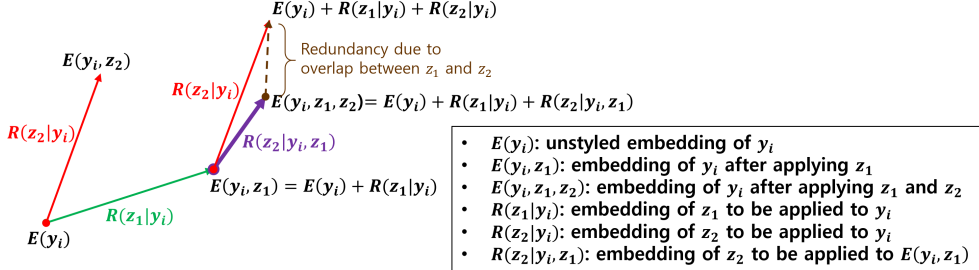 E(y_i) + R(z_1|y_i) + R(z_2|y_i)
Redundancy due to
overlap between z_1 and z_2
E(y_i, z_2)
R(z_2|y_i)
R(z_2|y_i)
E(y_i, z_1, z_2) = E(y_i) + R(z_1|y_i) + R(z_2|y_i, z_1)
R(z_2|y_i, z_1)
E(y_i, z_1) = E(y_i) + R(z_1|y_i)
R(z_1|y_i)
E(y_i)
• E(y_i): unstyled embedding of y_i
• E(y_i, z_1): embedding of y_i after applying z_1
• E(y_i, z_1, z_2): embedding of y_i after applying z_1 and z_2
• R(z_1|y_i): embedding of z_1 to be applied to y_i
• R(z_2|y_i): embedding of z_2 to be applied to y_i
• R(z_2|y_i, z_1): embedding of z_2 to be applied to E(y_i, z_1)